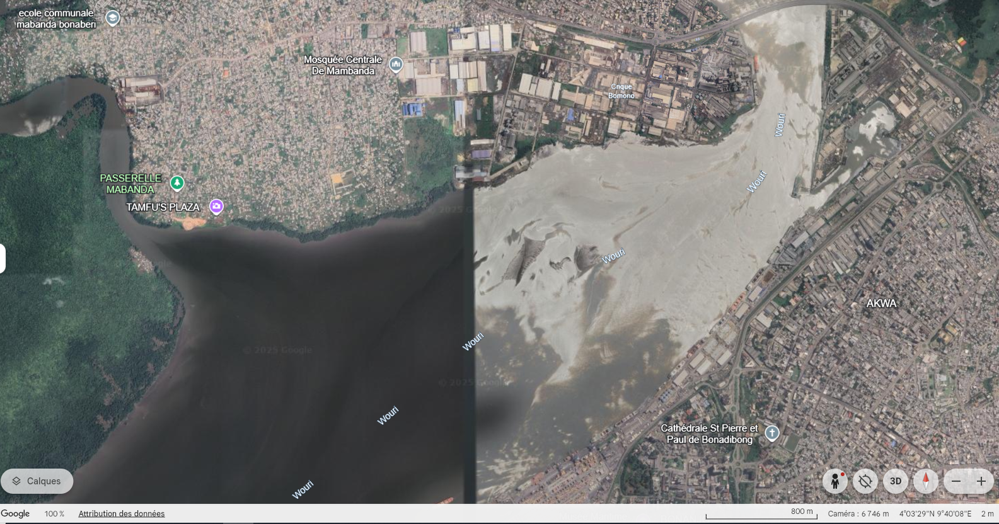 ecole communale
mabanda bonaberi
Mosquée Centrale
De Mambanda
Crique
Bomono
Wouri
PASSERELLE
MABANDA
Wouri
TAMFU'S PLAZA
© 2025 Google
Wouri
AKWA
Wouri
© 2025 Google
© 2025 Google
Wouri
Cathédrale St Pierre et
Paul de Bonadibong
Wouri
Calques
3D
Google 100 % Attribution des données 800 m Caméra : 6 746 m 4°03'29"N 9°40'08"E 2 m